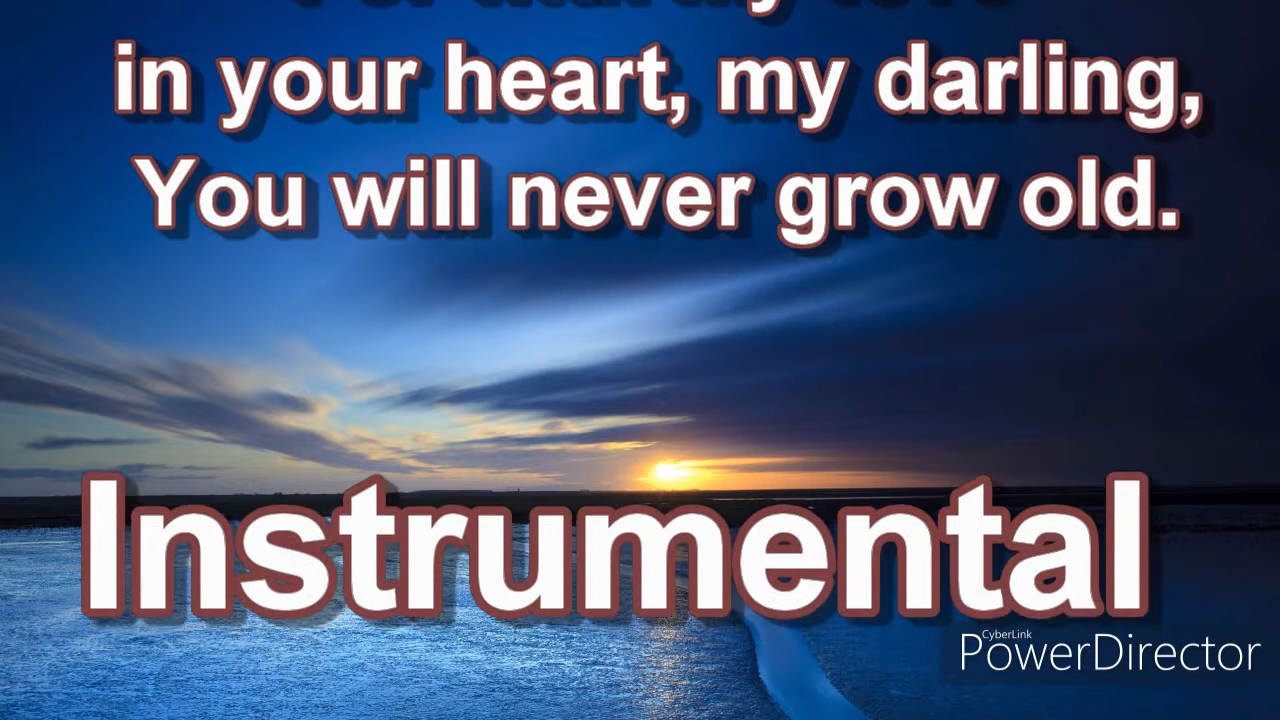 in your heart, my darling,
You will never grow old.
Instrumental
CyberLink
PowerDirector